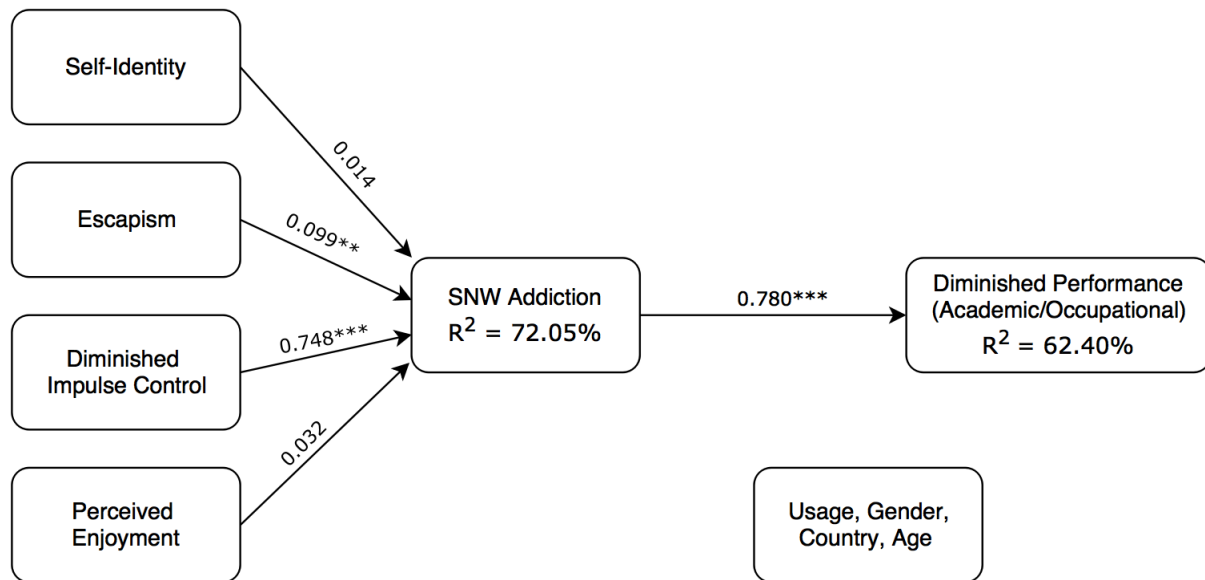 Self-Identity
0.014
Escapism
0.099**
Diminished
Impulse Control
0.748***
Perceived
Enjoyment
0.032
SNW Addiction
R² = 72.05%
0.780***
Diminished Performance
(Academic/Occupational)
R² = 62.40%
Usage, Gender,
Country, Age